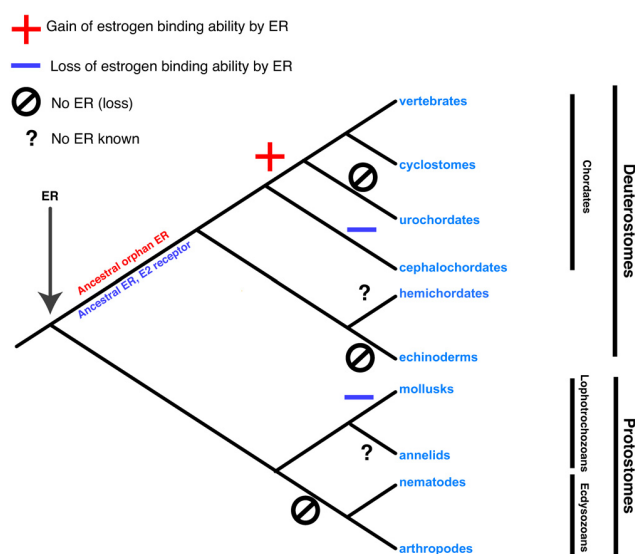 Gain of estrogen binding ability by ER
Loss of estrogen binding ability by ER
No ER (loss)
? No ER known
ER
Ancestral orphan ER
Ancestral ER, E2 receptor
vertebrates
cyclostomes
urochordates
cephalochordates
?
hemichordates
echinoderms
mollusks
?
annelids
nematodes
arthropodes
Chordates
Deuterostomes
Lophotrochozoans
Ecdysozoans
Protostomes